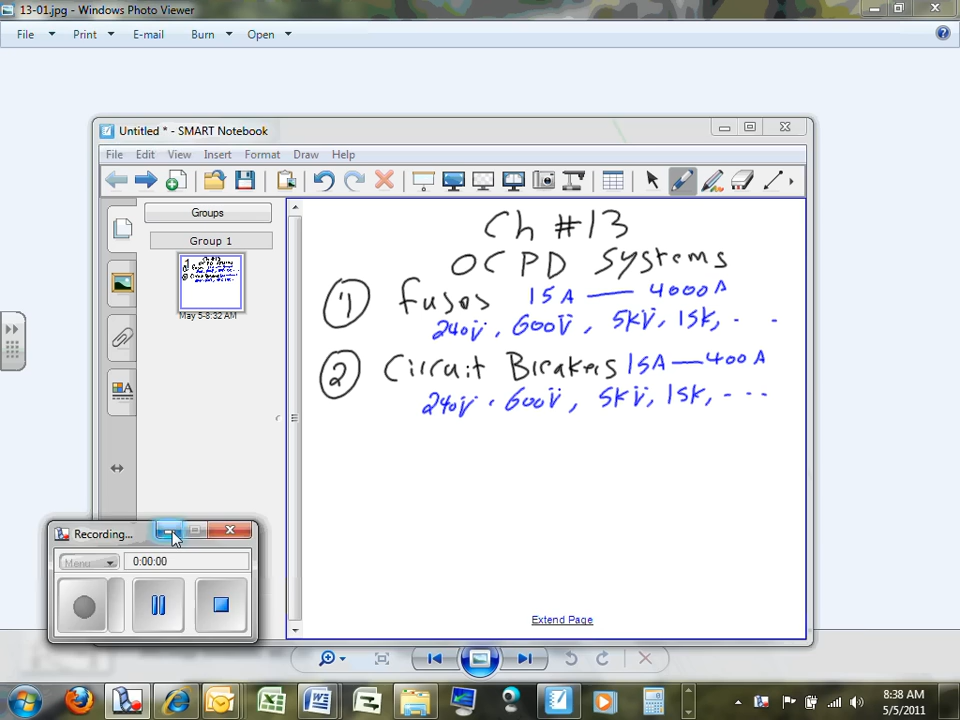 13-01.jpg - Windows Photo Viewer
File Print E-mail Burn Open
Untitled * - SMART Notebook
File Edit View Insert Format Draw Help
Groups
Group 1
May 5-8:32 AM
Ch #13
OCPD Systems
1 Fuses 15A — 4000A
240V, 600V, 5kV, 15k, - -
2 Circuit Breakers 15A — 400A
240V, 600V, 5kV, 15k, - - - -
Extend Page
Recording...
Menu 0:00:00
8:38 AM
5/5/2011